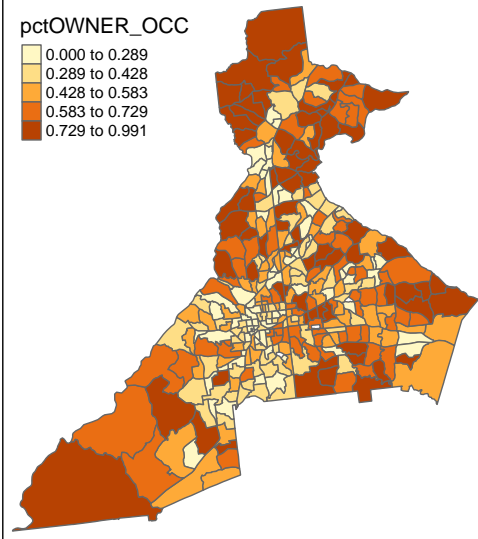 pctOWNER_OCC
0.000 to 0.289
0.289 to 0.428
0.428 to 0.583
0.583 to 0.729
0.729 to 0.991